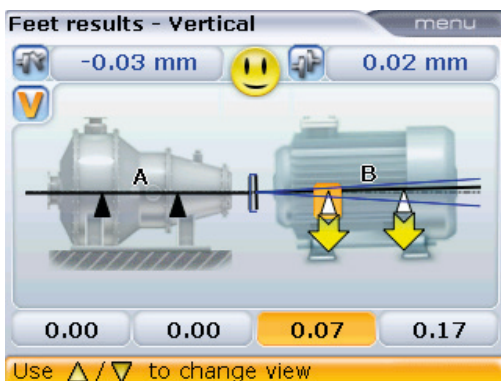 Feet results - Vertical
menu
-0.03 mm
0.02 mm
V
A
B
0.00 0.00 0.07 0.17
Use △/▽ to change view